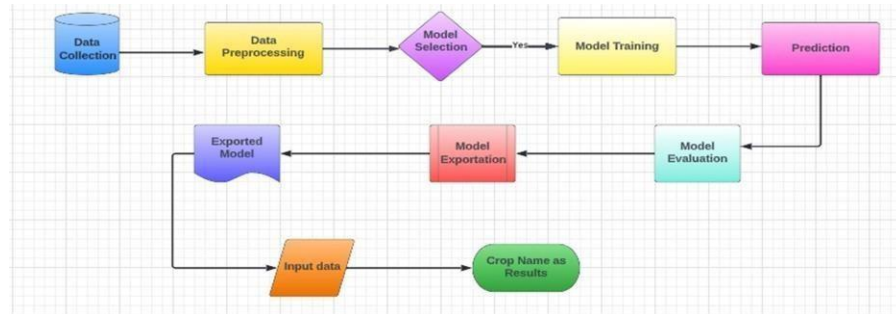 Data
Collection
Data
Preprocessing
Model
Selection
Yes
Model Training
Prediction
Exported
Model
Model
Exportation
Model
Evaluation
Input data
Crop Name as
Results